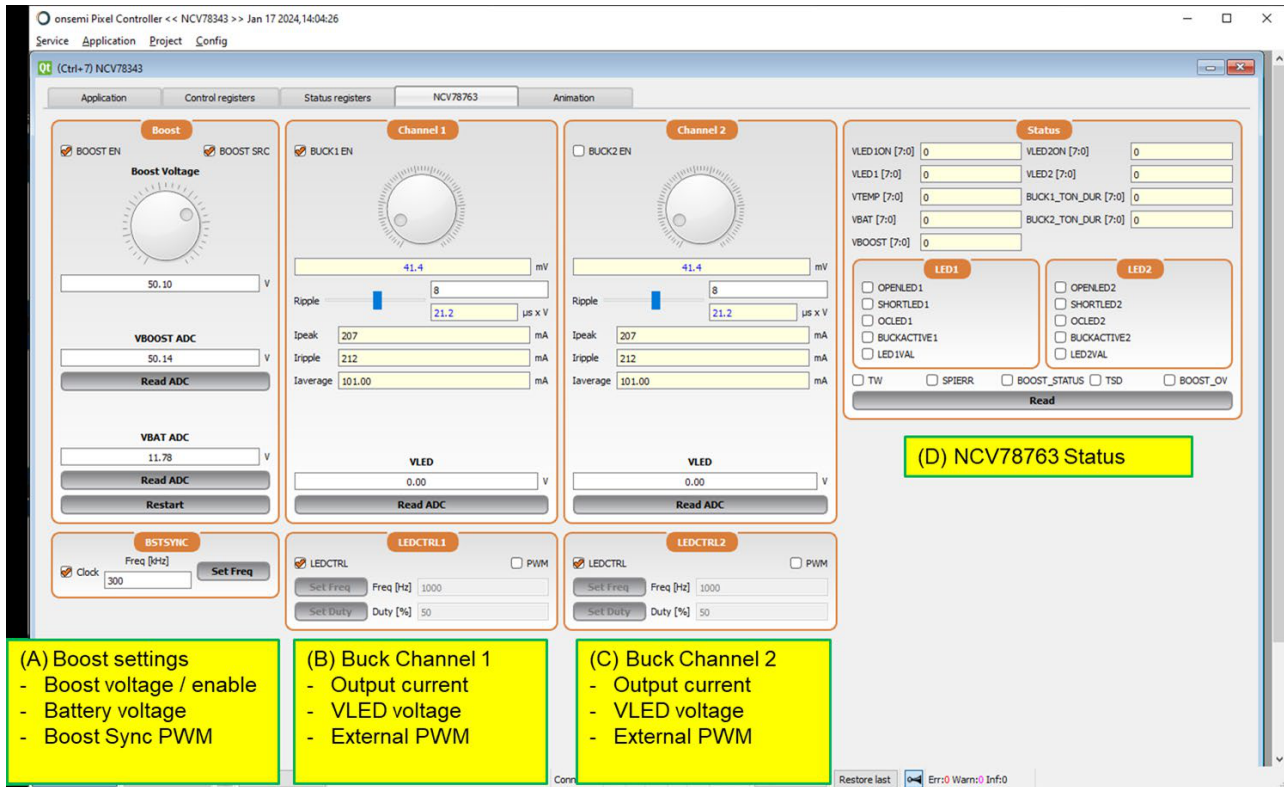 onsemi Pixel Controller << NCV78343 >> Jan 17 2024,14:04:26
Service Application Project Config
Qt (Ctrl+7) NCV78343
Application Control registers Status registers NCV78763 Animation
Boost
BOOST EN BOOST SRC
Boost Voltage
50.10 V
VBOOST ADC
50.14 V
Read ADC
VBAT ADC
11.78 V
Read ADC
Restart
BSTSYNC
Clock Freq [kHz] 300 Set Freq
Channel 1
BUCK1 EN
41.4 mV
Ripple 8
21.2 µs x V
Ipeak 207 mA
Iripple 212 mA
Iaverage 101.00 mA
VLED
0.00 V
Read ADC
LEDCTRL1
LEDCTRL PWM
Set Freq Freq [Hz] 1000
Set Duty Duty [%] 50
Channel 2
BUCK2 EN
41.4 mV
Ripple 8
21.2 µs x V
Ipeak 207 mA
Iripple 212 mA
Iaverage 101.00 mA
VLED
0.00 V
Read ADC
LEDCTRL2
LEDCTRL PWM
Set Freq Freq [Hz] 1000
Set Duty Duty [%] 50
Status
VLED1ON [7:0] 0 VLED2ON [7:0] 0
VLED1 [7:0] 0 VLED2 [7:0] 0
VTEMP [7:0] 0 BUCK1_TON_DUR [7:0] 0
VBAT [7:0] 0 BUCK2_TON_DUR [7:0] 0
VBOOST [7:0] 0
LED1
OPENLED1
SHORTLED1
OCLED1
BUCKACTIVE1
LED1VAL
LED2
OPENLED2
SHORTLED2
OCLED2
BUCKACTIVE2
LED2VAL
TW SPIERR BOOST_STATUS TSD BOOST_OV
Read
(D) NCV78763 Status
(A) Boost settings
- Boost voltage / enable
- Battery voltage
- Boost Sync PWM
(B) Buck Channel 1
- Output current
- VLED voltage
- External PWM
(C) Buck Channel 2
- Output current
- VLED voltage
- External PWM
Restore last Err:0 Warn:0 Inf:0